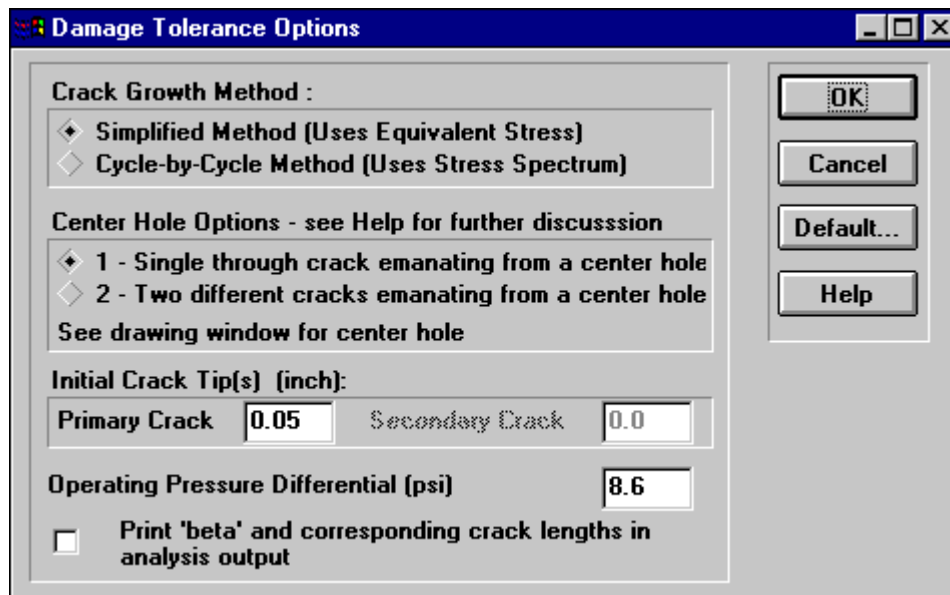 Damage Tolerance Options
Crack Growth Method :
Simplified Method (Uses Equivalent Stress)
Cycle-by-Cycle Method (Uses Stress Spectrum)
Center Hole Options - see Help for further discusssion
1 - Single through crack emanating from a center hole
2 - Two different cracks emanating from a center hole
See drawing window for center hole
Initial Crack Tip(s) (inch):
Primary Crack 0.05 Secondary Crack 0.0
Operating Pressure Differential (psi) 8.6
Print 'beta' and corresponding crack lengths in
analysis output
OK
Cancel
Default...
Help